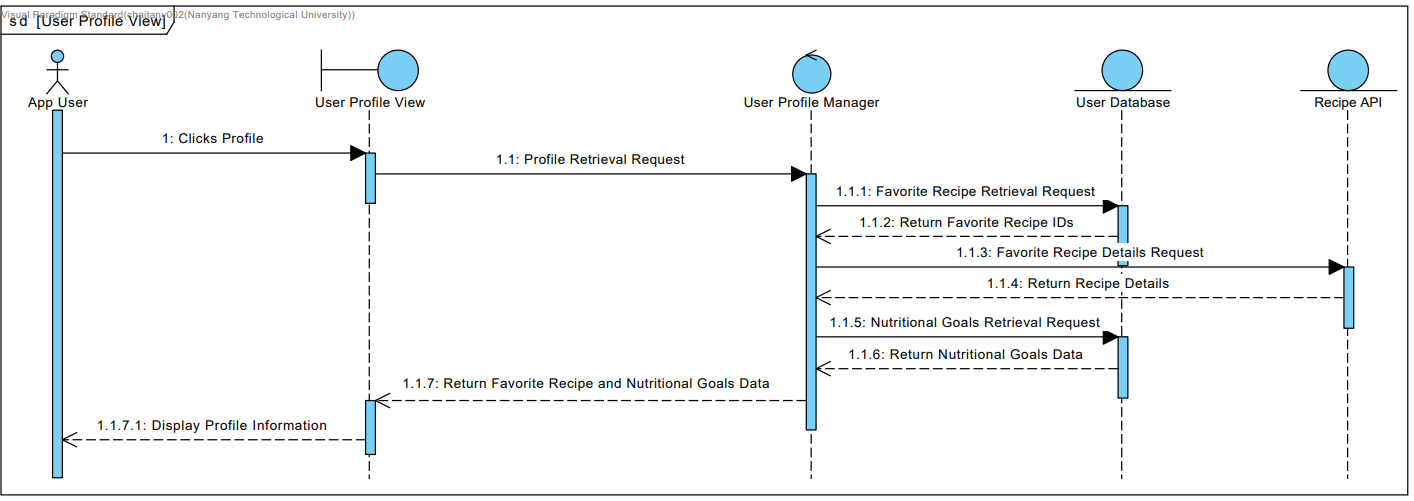 Visual Paradigm Standard(chaitany002(Nanyang Technological University))
sd [User Profile View]
App User
User Profile View
User Profile Manager
User Database
Recipe API
1: Clicks Profile
1.1: Profile Retrieval Request
1.1.1: Favorite Recipe Retrieval Request
1.1.2: Return Favorite Recipe IDs
1.1.3: Favorite Recipe Details Request
1.1.4: Return Recipe Details
1.1.5: Nutritional Goals Retrieval Request
1.1.6: Return Nutritional Goals Data
1.1.7: Return Favorite Recipe and Nutritional Goals Data
1.1.7.1: Display Profile Information